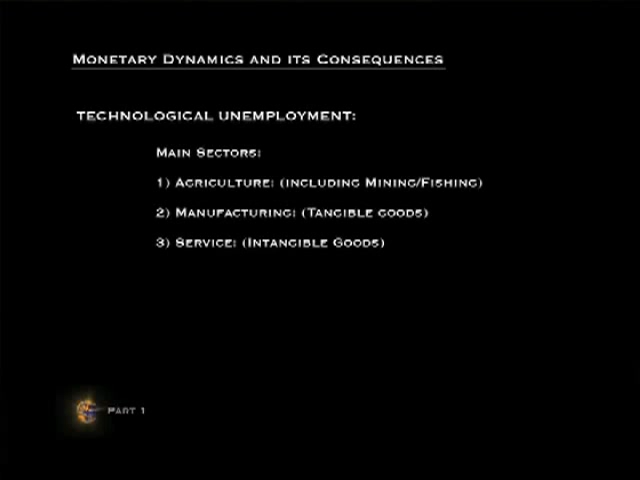 Monetary Dynamics and its Consequences
TECHNOLOGICAL UNEMPLOYMENT:
Main Sectors:
1) Agriculture: (including Mining/Fishing)
2) Manufacturing: (Tangible goods)
3) Service: (Intangible Goods)
Part 1